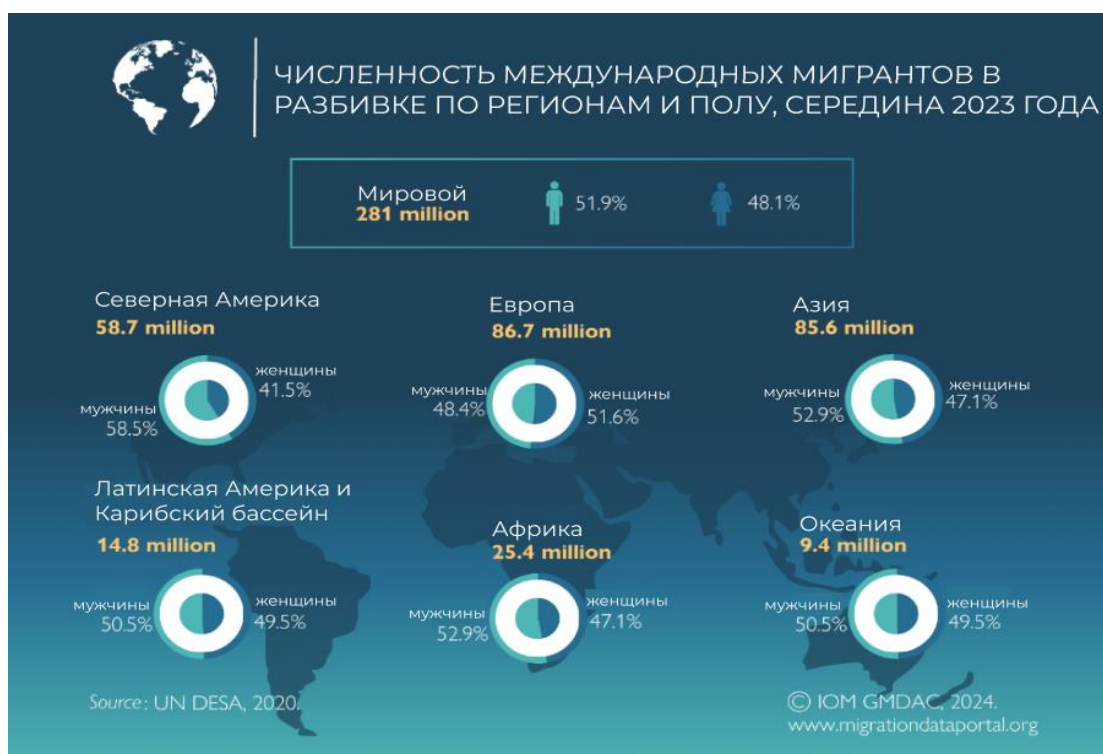 ЧИСЛЕННОСТЬ МЕЖДУНАРОДНЫХ МИГРАНТОВ В
РАЗБИВКЕ ПО РЕГИОНАМ И ПОЛУ, СЕРЕДИНА 2023 ГОДА
Мировой
281 million
51.9%
48.1%
Северная Америка
58.7 million
женщины
41.5%
мужчины
58.5%
Европа
86.7 million
мужчины
48.4%
женщины
51.6%
Азия
85.6 million
мужчины
52.9%
женщины
47.1%
Латинская Америка и
Карибский бассейн
14.8 million
мужчины
50.5%
женщины
49.5%
Африка
25.4 million
мужчины
52.9%
женщины
47.1%
Океания
9.4 million
мужчины
50.5%
женщины
49.5%
Source: UN DESA, 2020.
© IOM GMDAC, 2024.
www.migrationdataportal.org